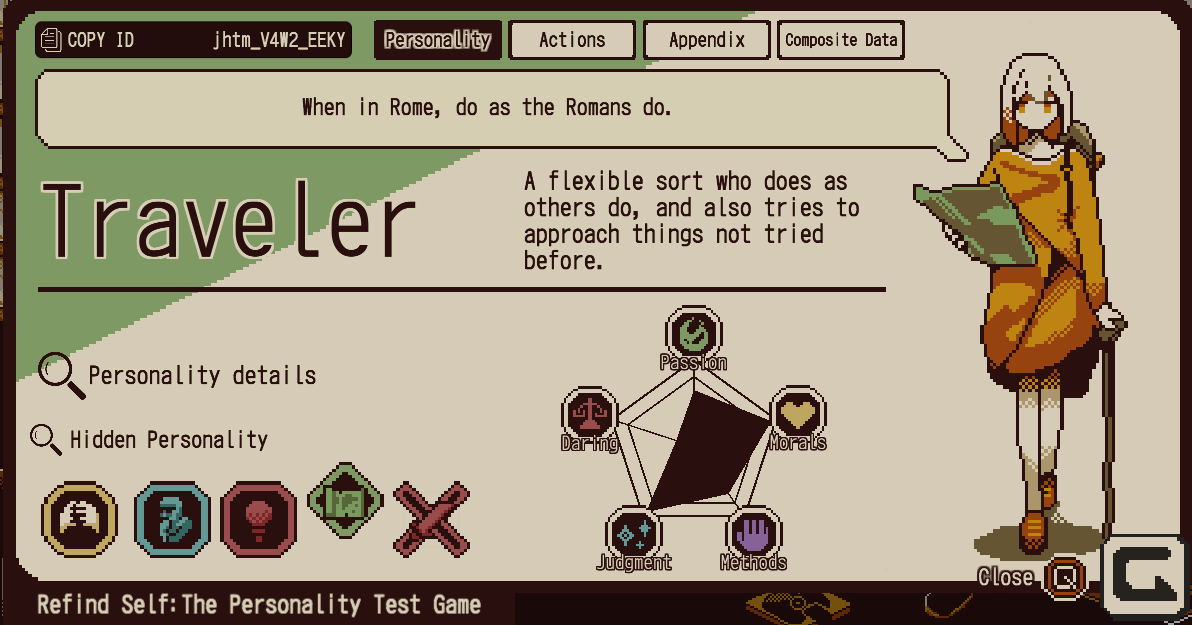 COPY ID jhtm_V4W2_EEKY Personality Actions Appendix Composite Data
When in Rome, do as the Romans do.
Traveler
A flexible sort who does as
others do, and also tries to
approach things not tried
before.
Personality details
Hidden Personality
Passion
Daring
Morals
Judgment
Methods
Close
Refind Self: The Personality Test Game